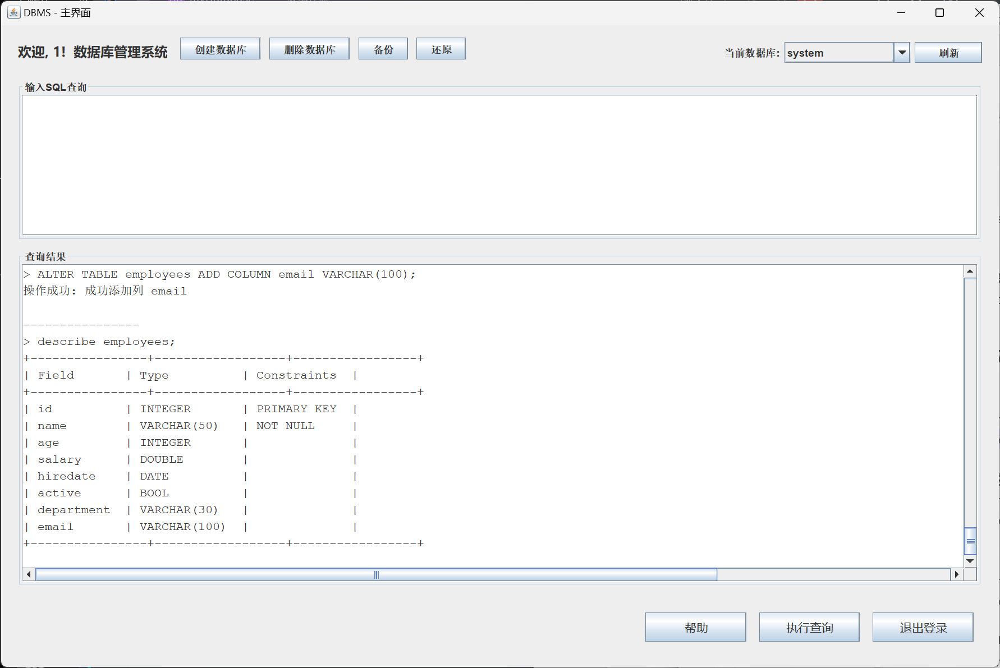 DBMS - 主界面
欢迎, 1! 数据库管理系统 创建数据库 删除数据库 备份 还原 当前数据库: system 刷新
输入SQL查询
查询结果
> ALTER TABLE employees ADD COLUMN email VARCHAR(100);
操作成功: 成功添加列 email
----------------
> describe employees;
+----------------+------------------+-----------------+
| Field       | Type          | Constraints  |
+----------------+------------------+-----------------+
| id          | INTEGER       | PRIMARY KEY  |
| name        | VARCHAR(50)   | NOT NULL     |
| age         | INTEGER       |              |
| salary      | DOUBLE        |              |
| hiredate    | DATE          |              |
| active      | BOOL          |              |
| department  | VARCHAR(30)   |              |
| email       | VARCHAR(100)  |              |
+----------------+------------------+-----------------+
帮助 执行查询 退出登录